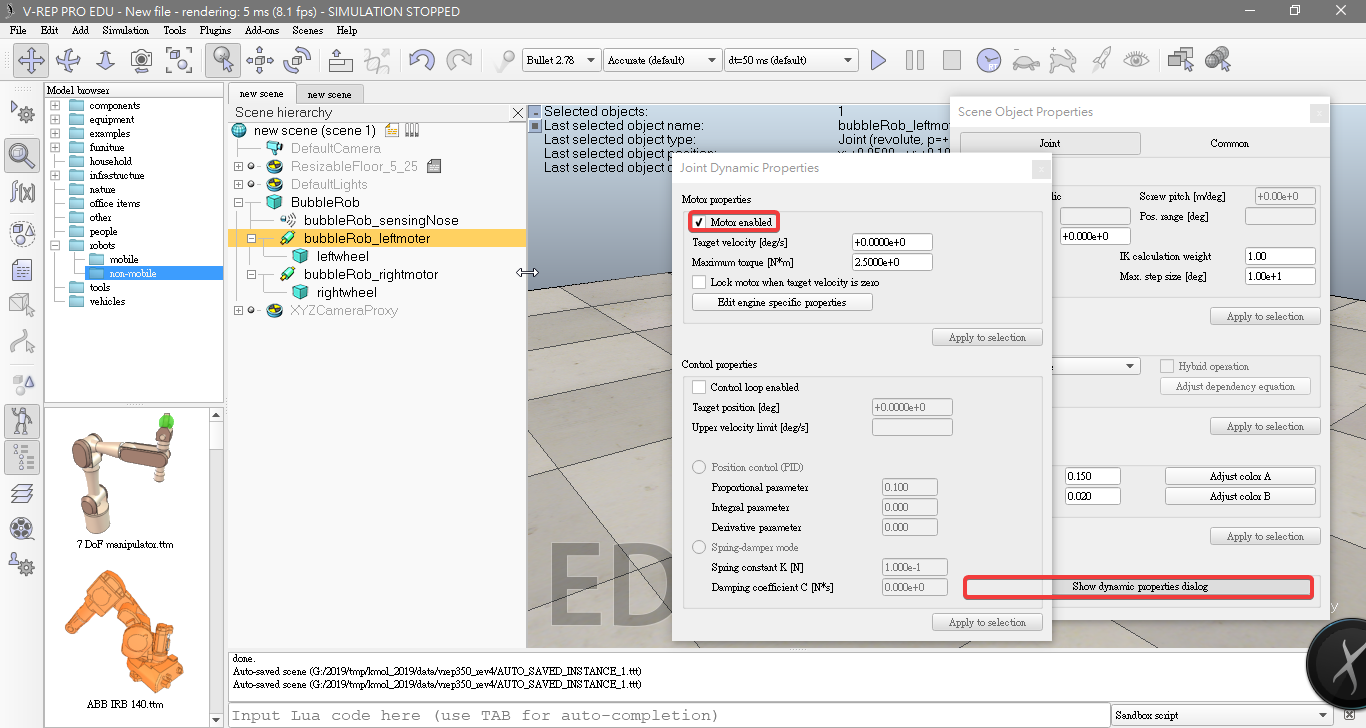 V-REP PRO EDU - New file - rendering: 5 ms (8.1 fps) - SIMULATION STOPPED
File Edit Add Simulation Tools Plugins Add-ons Scenes Help
Bullet 2.78 Accurate (default) dt=50 ms (default)
Model browser
components
equipment
examples
furniture
household
infrastructure
nature
office items
other
people
robots
mobile
non-mobile
tools
vehicles
7 DoF manipulator.ttm
ABB IRB 140.ttm
new scene new scene
Scene hierarchy
new scene (scene 1)
DefaultCamera
ResizableFloor_5_25
DefaultLights
BubbleRob
bubbleRob_sensingNose
bubbleRob_leftmoter
leftwheel
bubbleRob_rightmotor
rightwheel
XYZCameraProxy
Selected objects: 1
Last selected object name: bubbleRob_leftmo
Last selected object type: Joint (revolute, p=+
Last selected object position:
Last selected object
ED
Joint Dynamic Properties
Motor properties
Motor enabled
Target velocity [deg/s] +0.0000e+0
Maximum torque [N*m] 2.5000e+0
Lock motor when target velocity is zero
Edit engine specific properties
Apply to selection
Control properties
Control loop enabled
Target position [deg] +0.0000e+0
Upper velocity limit [deg/s]
Position control (PID)
Proportional parameter 0.100
Integral parameter 0.000
Derivative parameter 0.000
Spring-damper mode
Spring constant K [N] 1.000e-1
Damping coefficient C [N*s] 0.000e+0
Apply to selection
Scene Object Properties
Joint Common
lic Screw pitch [m/deg] +0.00e+0
Pos. range [deg]
+0.000e+0
IK calculation weight 1.00
Max. step size [deg] 1.00e+1
Apply to selection
Hybrid operation
Adjust dependency equation
Apply to selection
0.150 Adjust color A
0.020 Adjust color B
Apply to selection
Show dynamic properties dialog
done.
Auto-saved scene (G:/2019/tmp/kmol_2019/data/vrep350_rev4/AUTO_SAVED_INSTANCE_1.ttt)
Auto-saved scene (G:/2019/tmp/kmol_2019/data/vrep350_rev4/AUTO_SAVED_INSTANCE_1.ttt)
Input Lua code here (use TAB for auto-completion) Sandbox script